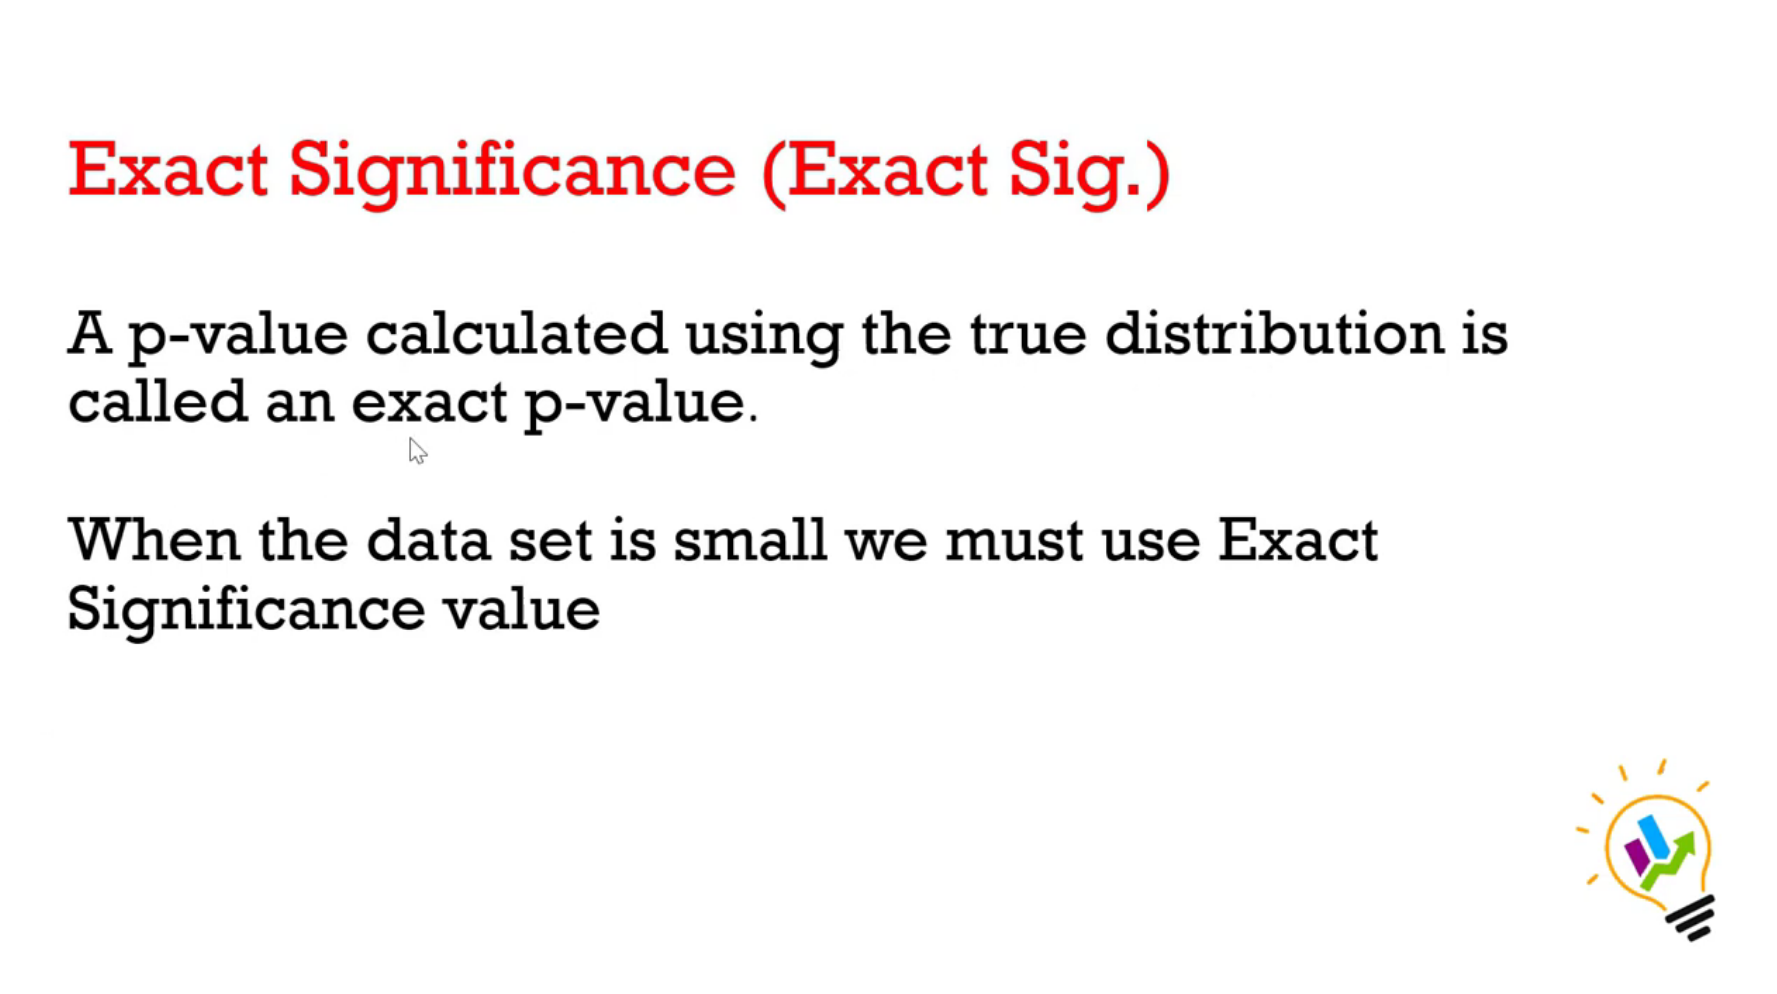 Exact Significance (Exact Sig.)
A p-value calculated using the true distribution is
called an exact p-value.
When the data set is small we must use Exact
Significance value